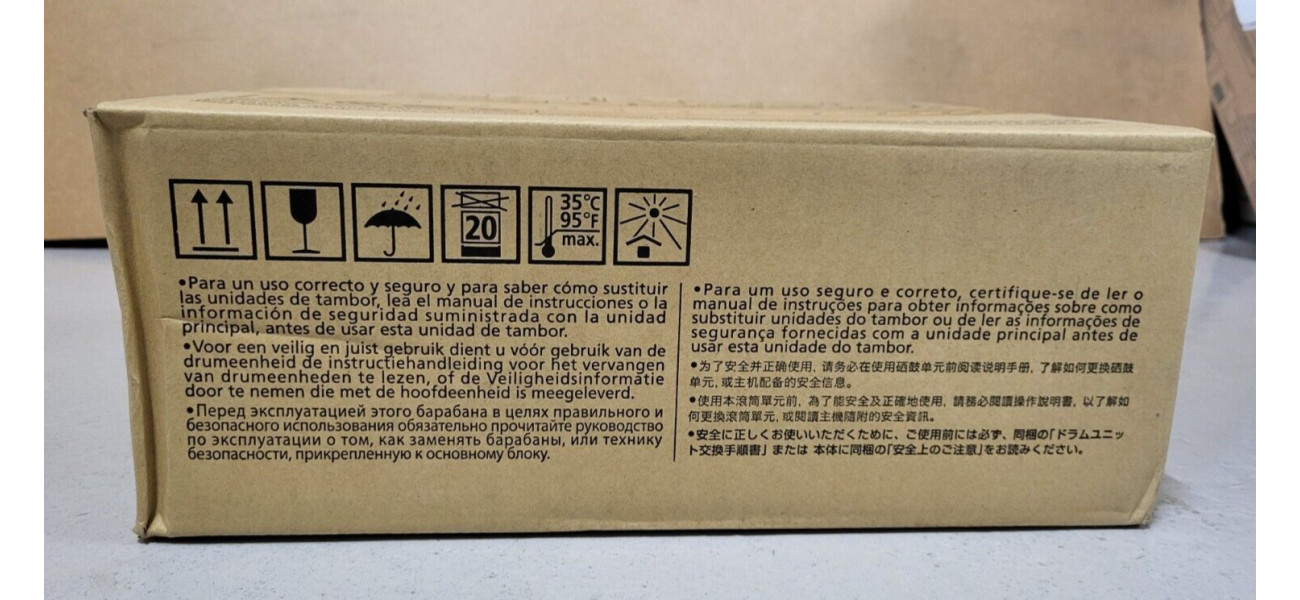 20
35°C
95°F
max.
•Para un uso correcto y seguro y para saber cómo sustituir
las unidades de tambor, lea el manual de instrucciones o la
información de seguridad suministrada con la unidad
principal, antes de usar esta unidad de tambor.
•Voor een veilig en juist gebruik dient u vóór gebruik van de
drumeenheid de instructiehandleiding voor het vervangen
van drumeenheden te lezen, of de Veiligheidsinformatie
door te nemen die met de hoofdeenheid is meegeleverd.
•Перед эксплуатацией этого барабана в целях правильного и
безопасного использования обязательно прочитайте руководство
по эксплуатации о том, как заменять барабаны, или технику
безопасности, прикрепленную к основному блоку.
•Para um uso seguro e correto, certifique-se de ler o
manual de instruções para obter informações sobre como
substituir unidades do tambor ou de ler as informações de
segurança fornecidas com a unidade principal antes de
usar esta unidade do tambor.
•为了安全并正确使用, 请务必在使用硒鼓单元前阅读说明手册, 了解如何更换硒鼓
单元, 或主机配备的安全信息。
•使用本滾筒單元前, 為了能安全及正確地使用, 請務必閱讀操作說明書, 以了解如
何更換滾筒單元, 或閱讀主機隨附的安全資訊。
•安全に正しくお使いいただくために、ご使用前には必ず、同梱の「ドラムユニッ
ト交換手順書」または 本体に同梱の「安全上のご注意」をお読みください。